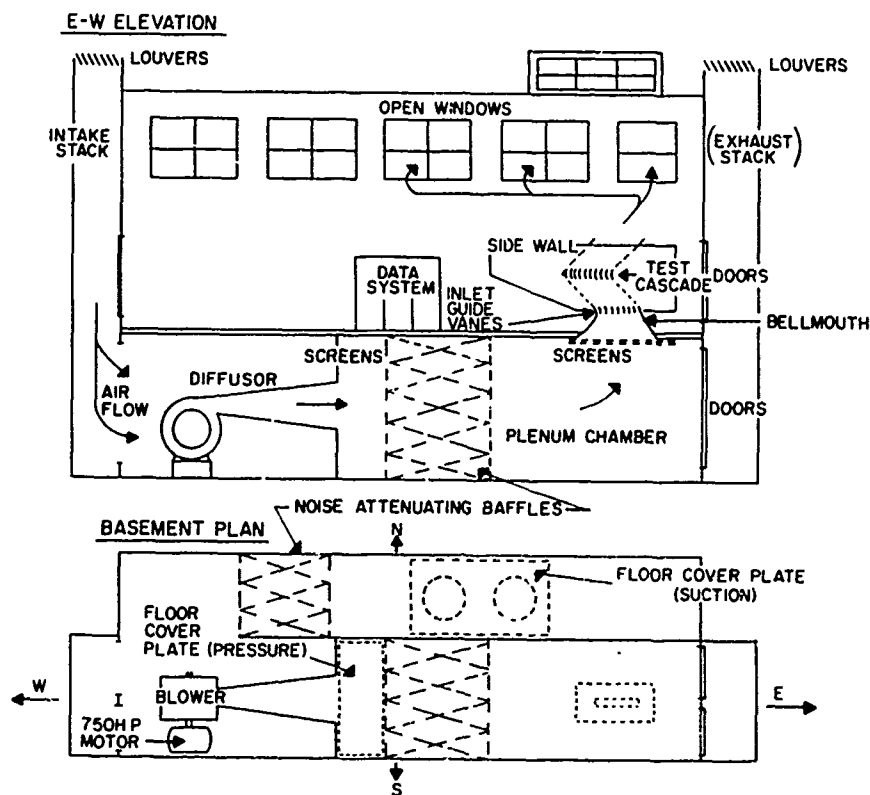 E-W ELEVATION
LOUVERS
LOUVERS
OPEN WINDOWS
INTAKE
STACK
(EXHAUST
STACK)
SIDE WALL
DATA
SYSTEM
TEST
CASCADE
DOORS
INLET
GUIDE
VANES
BELLMOUTH
SCREENS
SCREENS
DIFFUSOR
AIR
FLOW
DOORS
PLENUM CHAMBER
NOISE ATTENUATING BAFFLES
BASEMENT PLAN
N
FLOOR COVER PLATE
(SUCTION)
FLOOR
COVER
PLATE (PRESSURE)
W
I
BLOWER
E
750HP
MOTOR
S